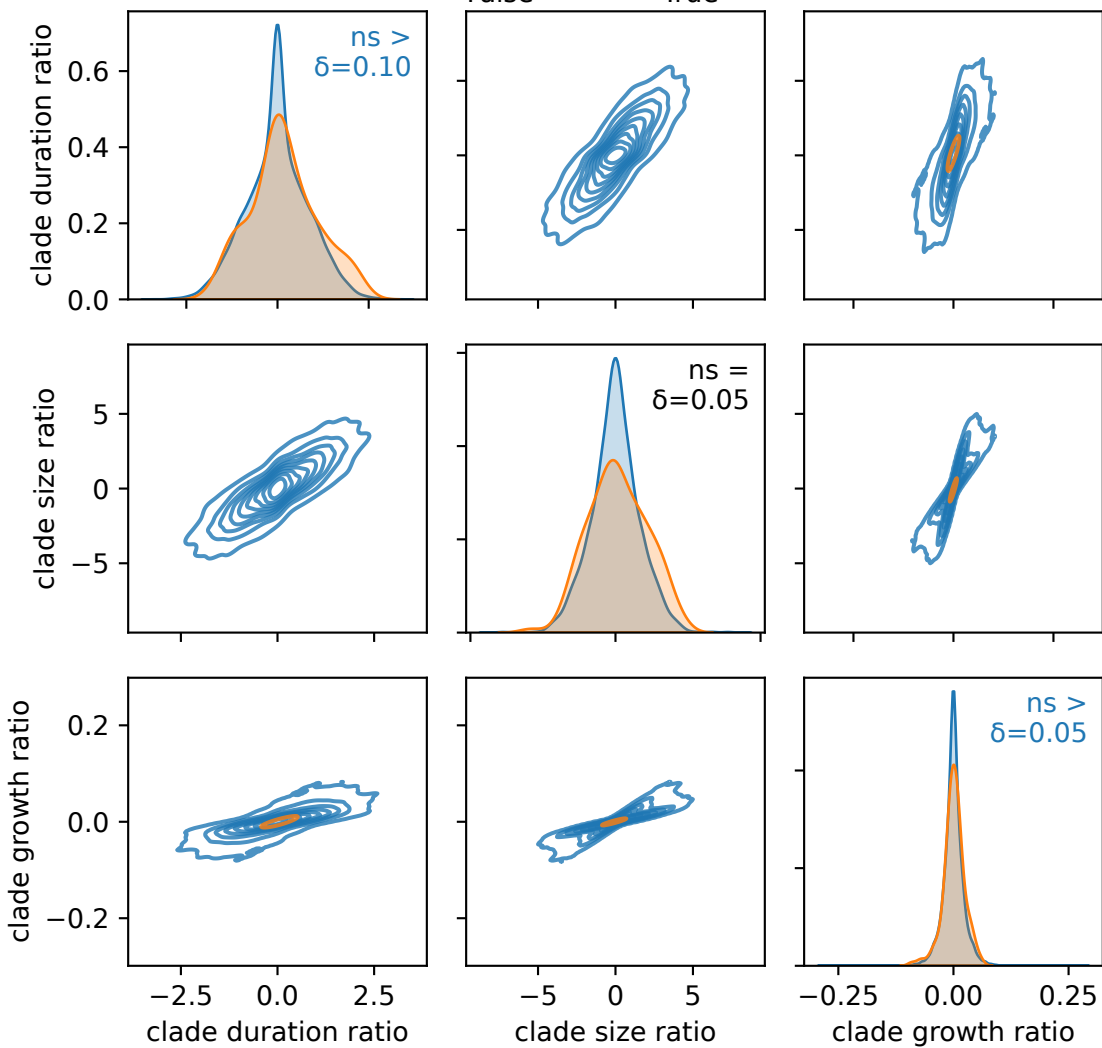 False True
clade duration ratio
0.6
0.4
0.2
0.0
ns >
δ=0.10
clade size ratio
5
0
−5
ns =
δ=0.05
clade growth ratio
0.2
0.0
−0.2
ns >
δ=0.05
−2.5 0.0 2.5 −5 0 5 −0.25 0.00 0.25
clade duration ratio clade size ratio clade growth ratio